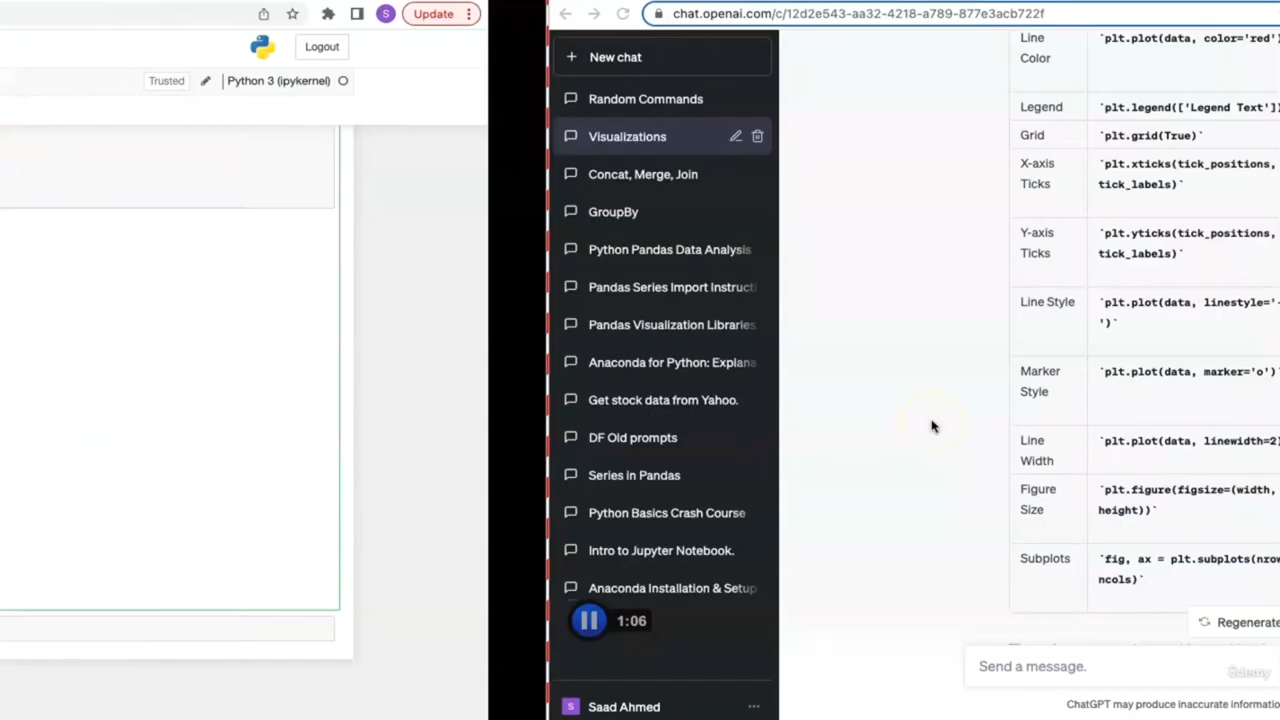 Update
Logout
Trusted
Python 3 (ipykernel)
chat.openai.com/c/12d2e543-aa32-4218-a789-877e3acb722f
New chat
Random Commands
Visualizations
Concat, Merge, Join
GroupBy
Python Pandas Data Analysis
Pandas Series Import Instructi
Pandas Visualization Libraries
Anaconda for Python: Explana
Get stock data from Yahoo.
DF Old prompts
Series in Pandas
Python Basics Crash Course
Intro to Jupyter Notebook.
Anaconda Installation & Setup
1:06
S Saad Ahmed
Line
Color
`plt.plot(data, color='red')
Legend
`plt.legend(['Legend Text'])
Grid
`plt.grid(True)`
X-axis
Ticks
`plt.xticks(tick_positions,
tick_labels)`
Y-axis
Ticks
`plt.yticks(tick_positions,
tick_labels)`
Line Style
`plt.plot(data, linestyle='-
')`
Marker
Style
`plt.plot(data, marker='o')`
Line
Width
`plt.plot(data, linewidth=2)
Figure
Size
`plt.figure(figsize=(width,
height))`
Subplots
`fig, ax = plt.subplots(nrow
ncols)`
Regenerate
Send a message.
ûdemy
ChatGPT may produce inaccurate informatio